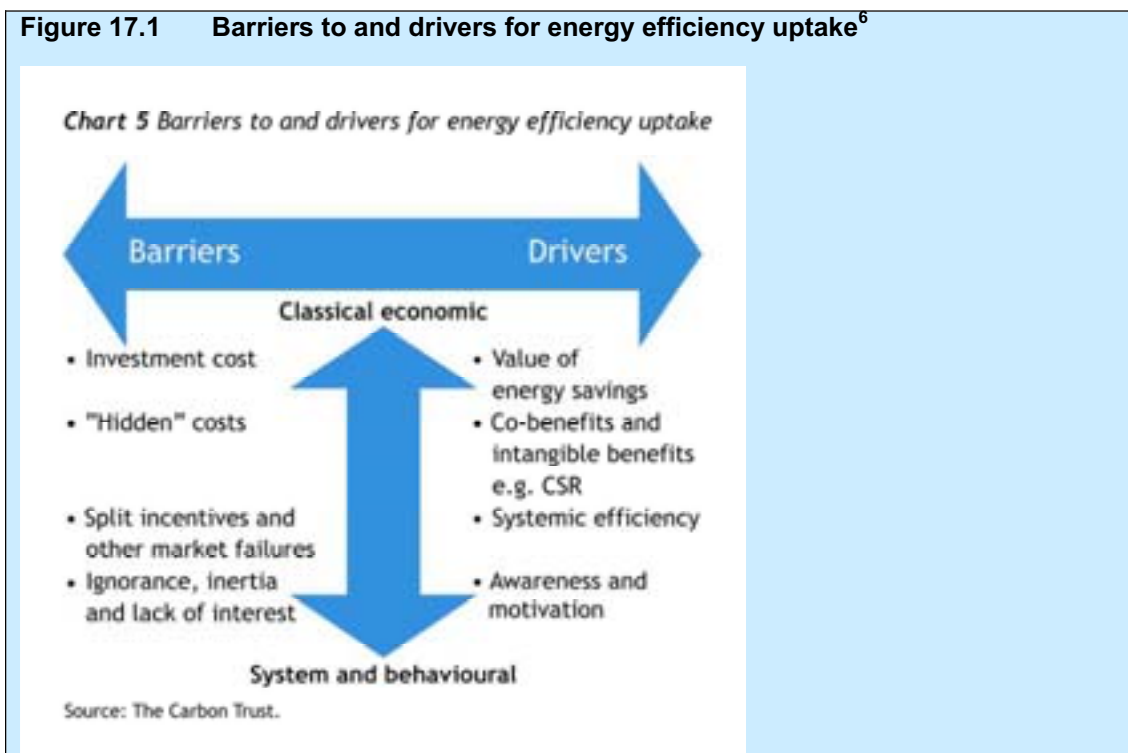 Figure 17.1 Barriers to and drivers for energy efficiency uptake6
Chart 5 Barriers to and drivers for energy efficiency uptake
Barriers
Drivers
Classical economic
• Investment cost
• "Hidden" costs
• Split incentives and
other market failures
• Ignorance, inertia
and lack of interest
• Value of
energy savings
• Co-benefits and
intangible benefits
e.g. CSR
• Systemic efficiency
• Awareness and
motivation
System and behavioural
Source: The Carbon Trust.